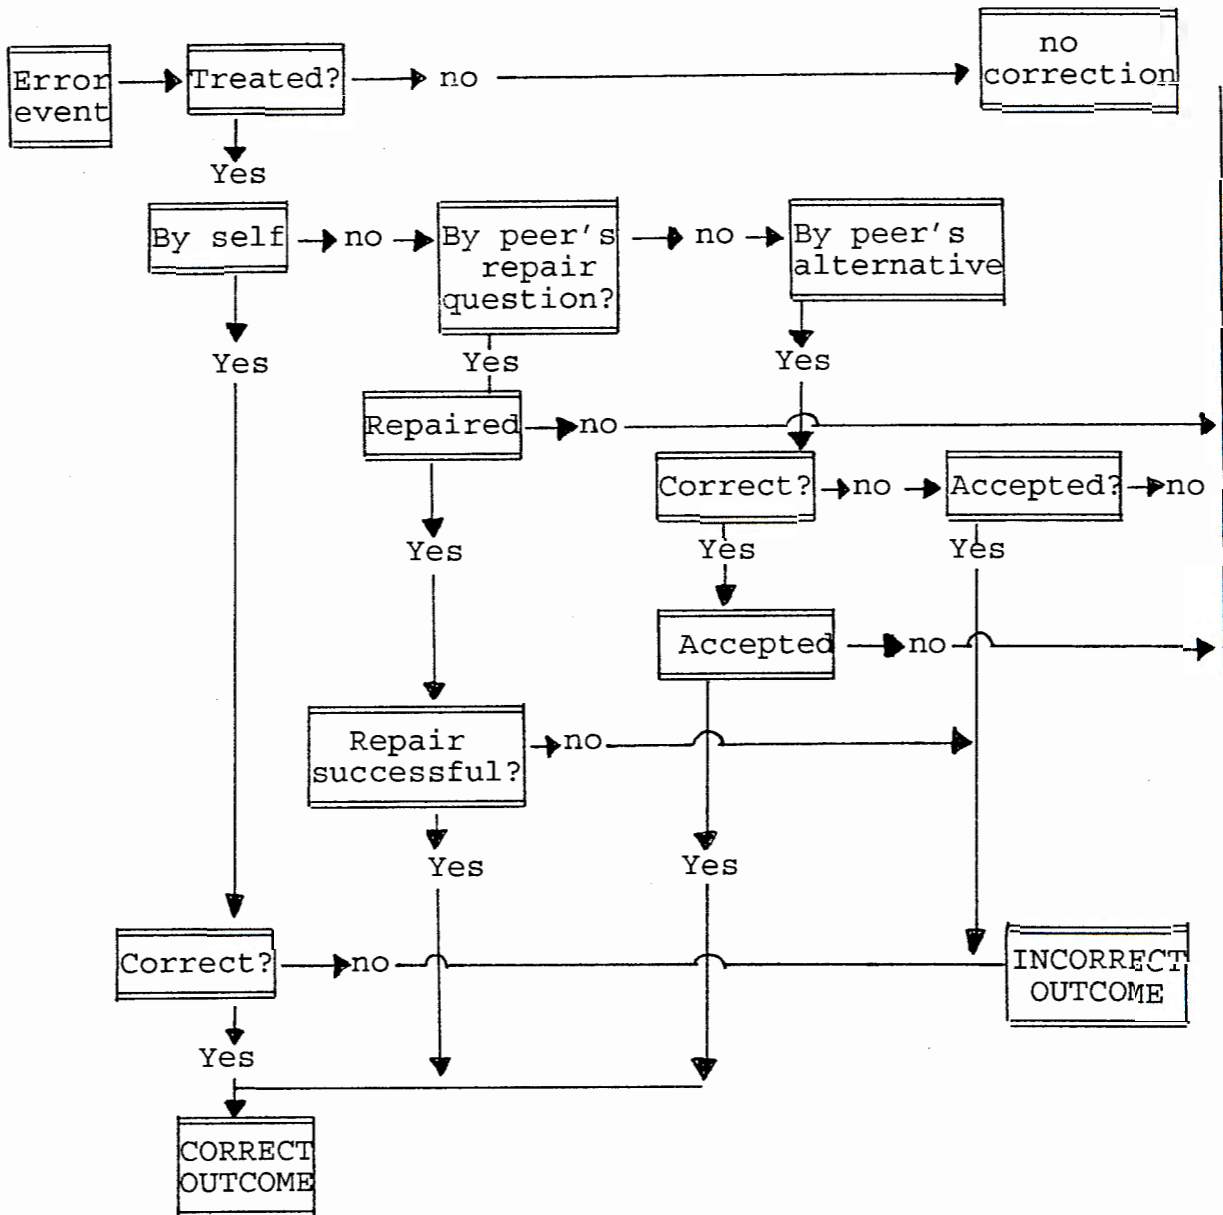 no
correction
Error
event
Treated?
no
Yes
By self
no
By peer's
repair
question?
no
By peer's
alternative
Yes
Yes
Yes
Repaired
no
Correct?
no
Accepted?
no
Yes
Yes
Yes
Accepted
no
Repair
successful?
no
Yes
Yes
Correct?
no
INCORRECT
OUTCOME
Yes
CORRECT
OUTCOME